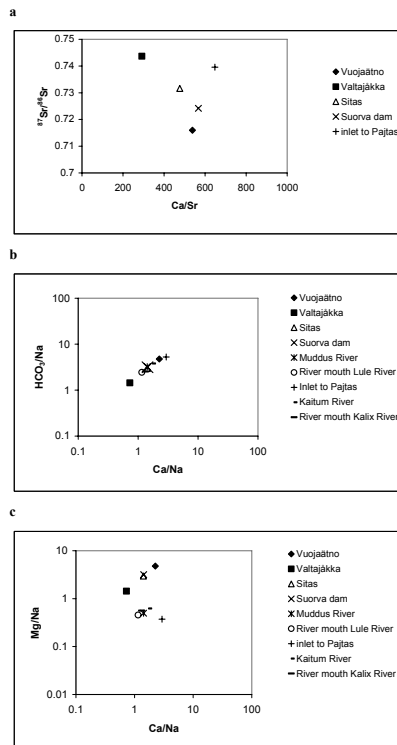 a
0.75
0.74
0.73
0.72
0.71
0.7
0 200 400 600 800 1000
⁸⁷Sr/⁸⁶Sr
Ca/Sr
Vuojaätno
Valtajåkka
Sitas
Suorva dam
inlet to Pajtas
b
100
10
1
0.1
0.1 1 10 100
HCO₃/Na
Ca/Na
Vuojaätno
Valtajåkka
Sitas
Suorva dam
Muddus River
River mouth Lule River
Inlet to Pajtas
Kaitum River
River mouth Kalix River
c
10
1
0.1
0.01
0.1 1 10 100
Mg/Na
Ca/Na
Vuojaätno
Valtajåkka
Sitas
Suorva dam
Muddus River
River mouth Lule River
inlet to Pajtas
Kaitum River
River mouth Kalix River